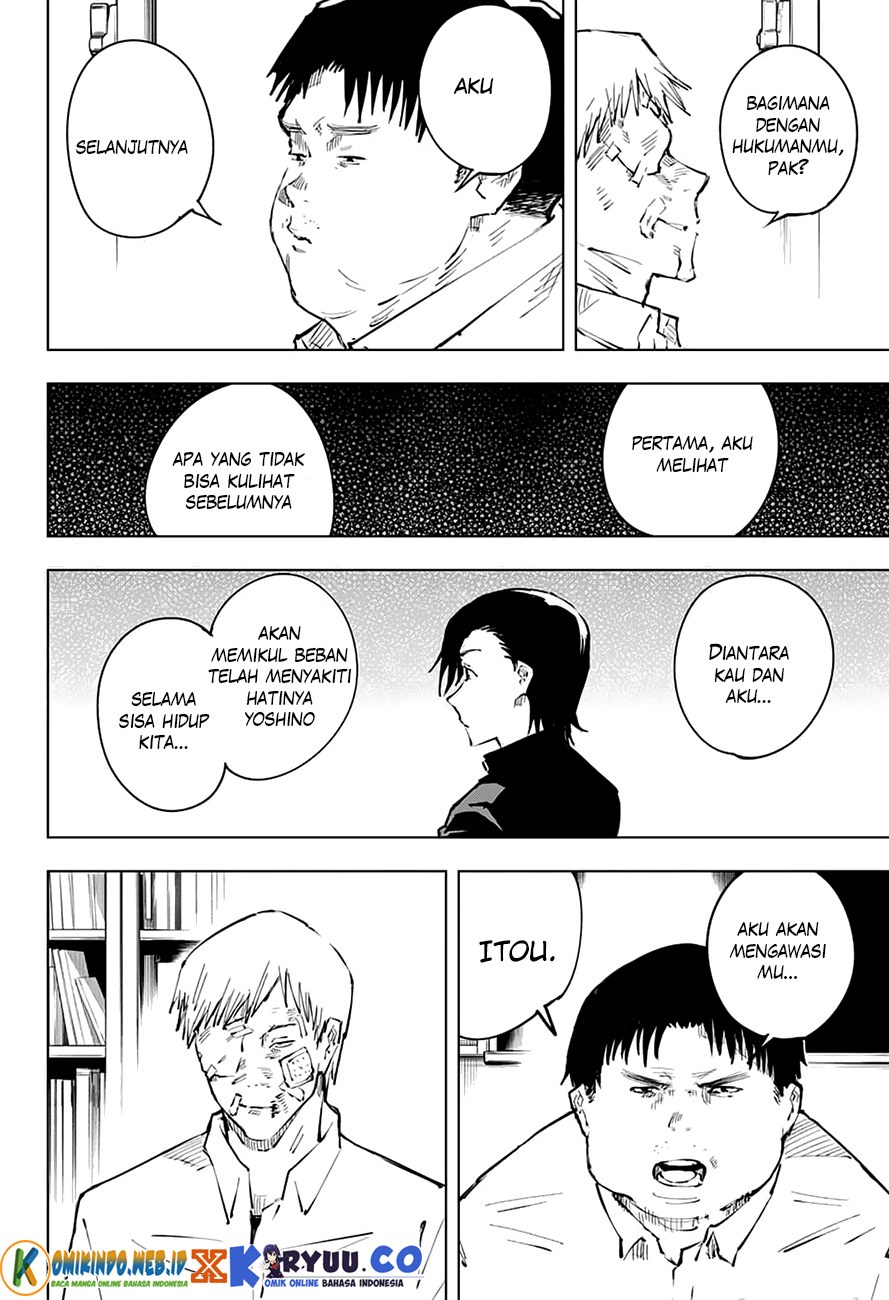 BAGIMANA
DENGAN
HUKUMANMU,
PAK?
AKU
SELANJUTNYA
PERTAMA, AKU
MELIHAT
APA YANG TIDAK
BISA KULIHAT
SEBELUMNYA
DIANTARA
KAU DAN
AKU...
AKAN
MEMIKUL BEBAN
TELAH MENYAKITI
HATINYA
YOSHINO
SELAMA
SISA HIDUP
KITA...
AKU AKAN
MENGAWASI
MU...
ITOU.
KOMIKINDO.WEB.ID X KIRYUU.CO
BACA MANGA ONLINE BAHASA INDONESIA
KOMIK ONLINE BAHASA INDONESIA